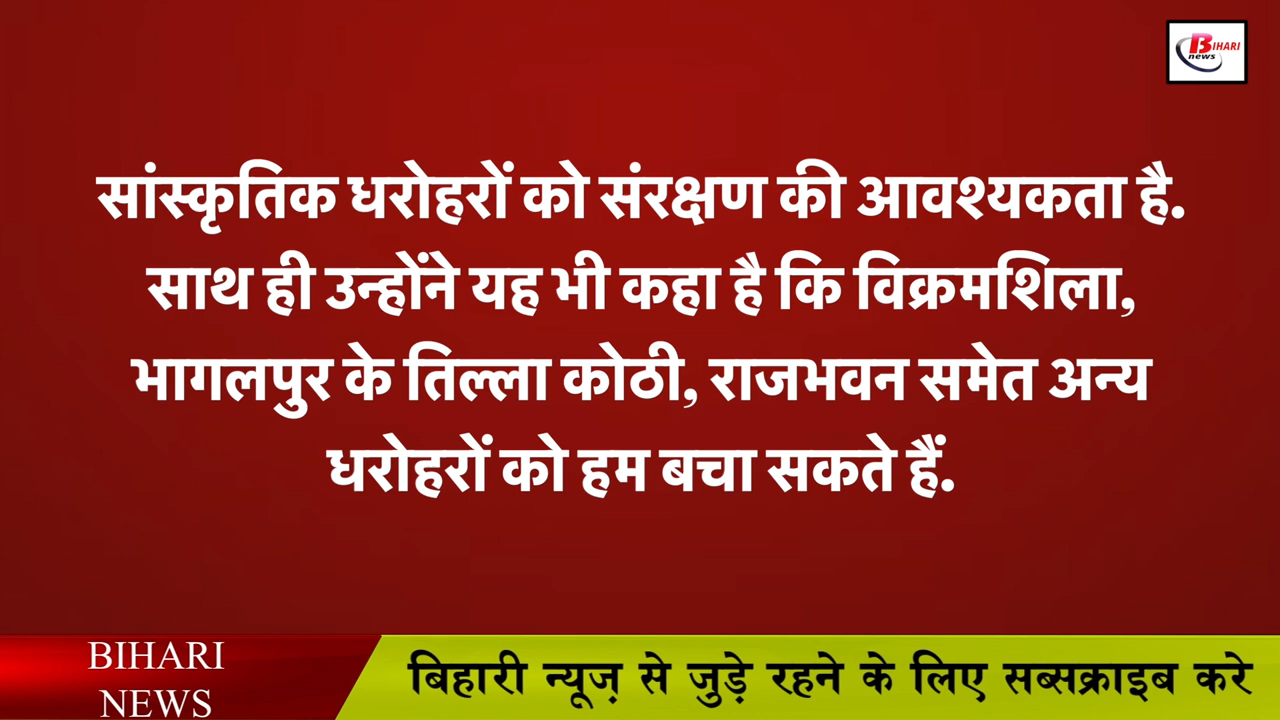 BIHARI
news
सांस्कृतिक धरोहरों को संरक्षण की आवश्यकता है.
साथ ही उन्होंने यह भी कहा है कि विक्रमशिला,
भागलपुर के तिल्ला कोठी, राजभवन समेत अन्य
धरोहरों को हम बचा सकते हैं.
BIHARI
NEWS
बिहारी न्यूज़ से जुड़े रहने के लिए सब्सक्राइब करे